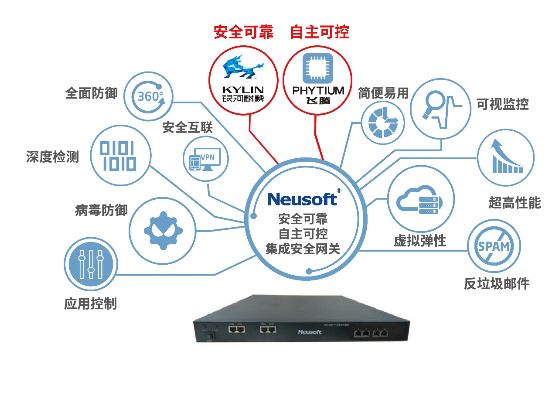 安全可靠 自主可控
KYLIN
银河麒麟
PHYTIUM
飞腾
全面防御
360°
简便易用
可视监控
安全互联
VPN
深度检测
101
1010
超高性能
病毒防御
Neusoft
安全可靠
自主可控
集成安全网关
虚拟弹性
SPAM
反垃圾邮件
应用控制
Neusoft